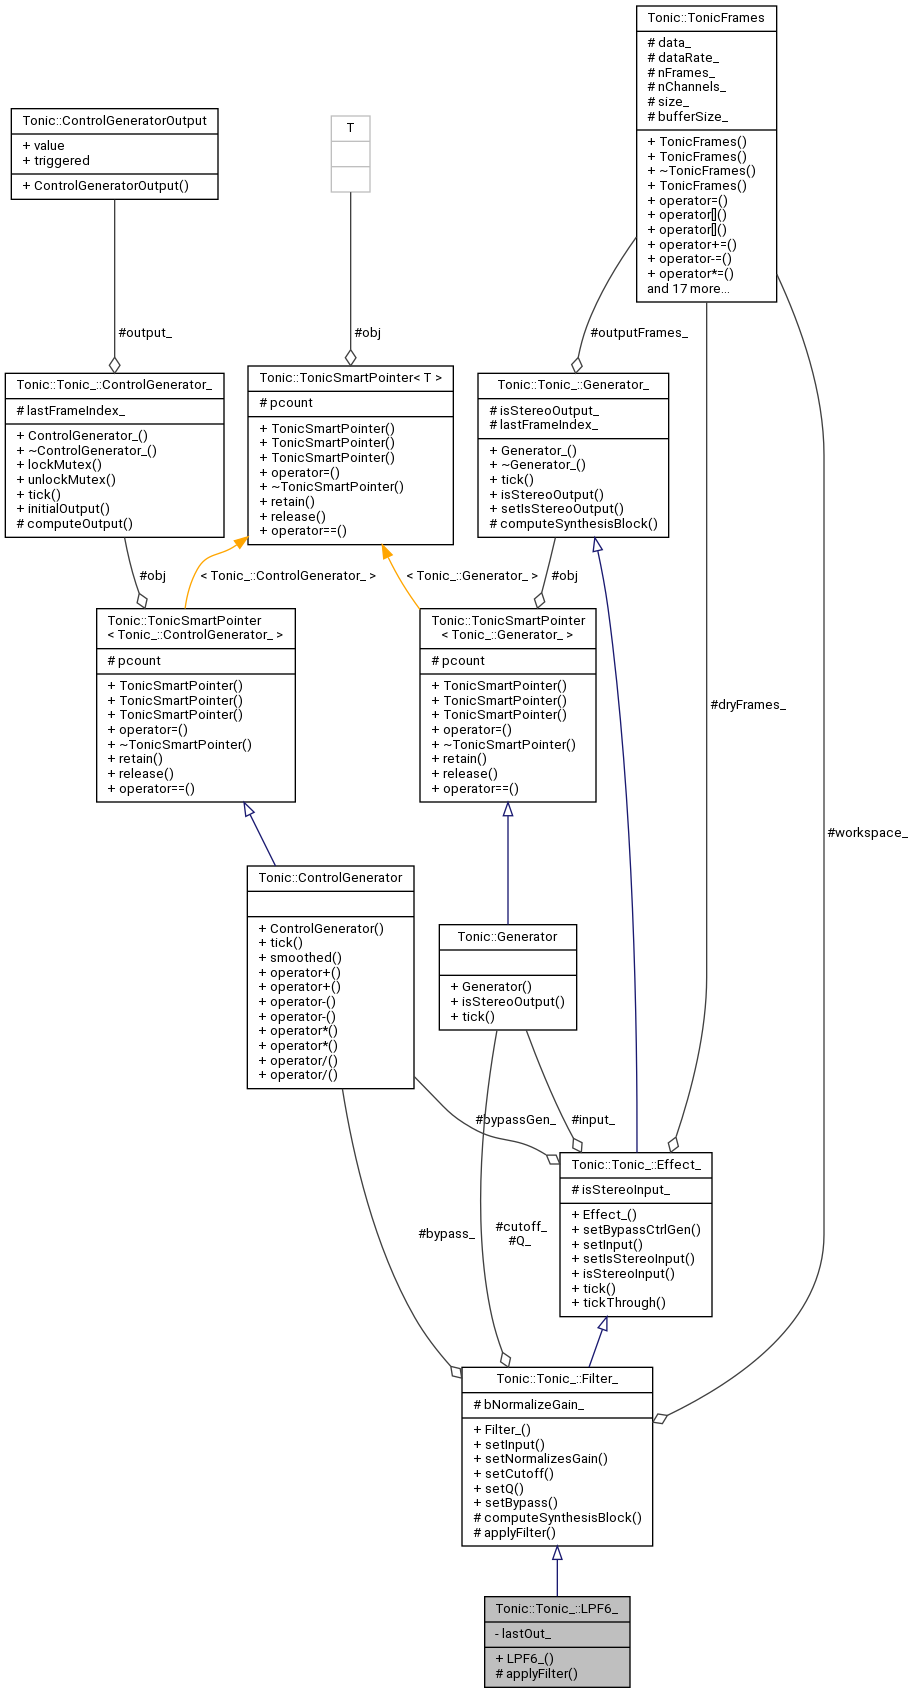 Tonic::TonicFrames
# data_
# dataRate_
# nFrames_
# nChannels_
# size_
# bufferSize_
+ TonicFrames()
+ TonicFrames()
+ ~TonicFrames()
+ TonicFrames()
+ operator=()
+ operator[]()
+ operator[]()
+ operator+=()
+ operator-=()
+ operator*=()
and 17 more...
Tonic::ControlGeneratorOutput
+ value
+ triggered
+ ControlGeneratorOutput()
T
#output_
#obj
#outputFrames_
Tonic::Tonic_::ControlGenerator_
# lastFrameIndex_
+ ControlGenerator_()
+ ~ControlGenerator_()
+ lockMutex()
+ unlockMutex()
+ tick()
+ initialOutput()
# computeOutput()
Tonic::TonicSmartPointer< T >
# pcount
+ TonicSmartPointer()
+ TonicSmartPointer()
+ TonicSmartPointer()
+ operator=()
+ ~TonicSmartPointer()
+ retain()
+ release()
+ operator==()
Tonic::Tonic_::Generator_
# isStereoOutput_
# lastFrameIndex_
+ Generator_()
+ ~Generator_()
+ tick()
+ isStereoOutput()
+ setIsStereoOutput()
# computeSynthesisBlock()
#obj
< Tonic_::ControlGenerator_ >
< Tonic_::Generator_ >
#obj
Tonic::TonicSmartPointer
< Tonic_::ControlGenerator_ >
# pcount
+ TonicSmartPointer()
+ TonicSmartPointer()
+ TonicSmartPointer()
+ operator=()
+ ~TonicSmartPointer()
+ retain()
+ release()
+ operator==()
Tonic::TonicSmartPointer
< Tonic_::Generator_ >
# pcount
+ TonicSmartPointer()
+ TonicSmartPointer()
+ TonicSmartPointer()
+ operator=()
+ ~TonicSmartPointer()
+ retain()
+ release()
+ operator==()
#dryFrames_
#workspace_
Tonic::ControlGenerator
+ ControlGenerator()
+ tick()
+ smoothed()
+ operator+()
+ operator+()
+ operator-()
+ operator-()
+ operator*()
+ operator*()
+ operator/()
+ operator/()
Tonic::Generator
+ Generator()
+ isStereoOutput()
+ tick()
#bypassGen_
#input_
Tonic::Tonic_::Effect_
# isStereoInput_
+ Effect_()
+ setBypassCtrlGen()
+ setInput()
+ setIsStereoInput()
+ isStereoInput()
+ tick()
+ tickThrough()
#bypass_
#cutoff_
#Q_
Tonic::Tonic_::Filter_
# bNormalizeGain_
+ Filter_()
+ setInput()
+ setNormalizesGain()
+ setCutoff()
+ setQ()
+ setBypass()
# computeSynthesisBlock()
# applyFilter()
Tonic::Tonic_::LPF6_
- lastOut_
+ LPF6_()
# applyFilter()